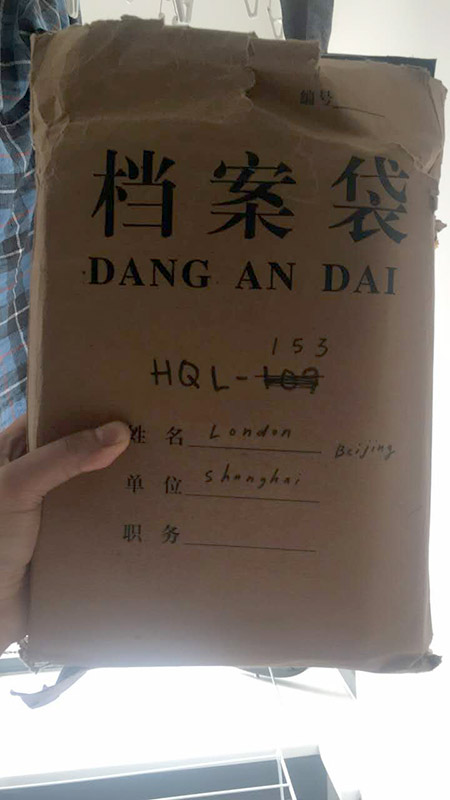 编号
档案袋
DANG AN DAI
153
HQL-109
姓名 London
Beijing
单位 Shanghai
职务